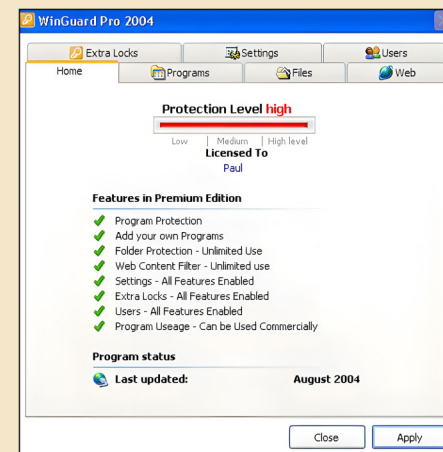 WinGuard Pro 2004
Extra Locks Settings Users
Home Programs Files Web
Protection Level high
Low | Medium | High level
Licensed To
Paul
Features in Premium Edition
Program Protection
Add your own Programs
Folder Protection - Unlimited Use
Web Content Filter - Unlimited use
Settings - All Features Enabled
Extra Locks - All Features Enabled
Users - All Features Enabled
Program Useage - Can be Used Commercially
Program status
Last updated: August 2004
Close Apply